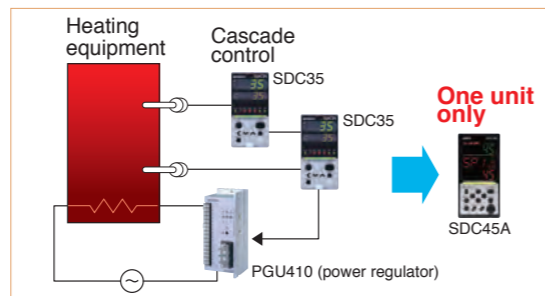 Heating
equipment
Cascade
control
SDC35
SDC35
One unit
only
SDC45A
PGU410 (power regulator)